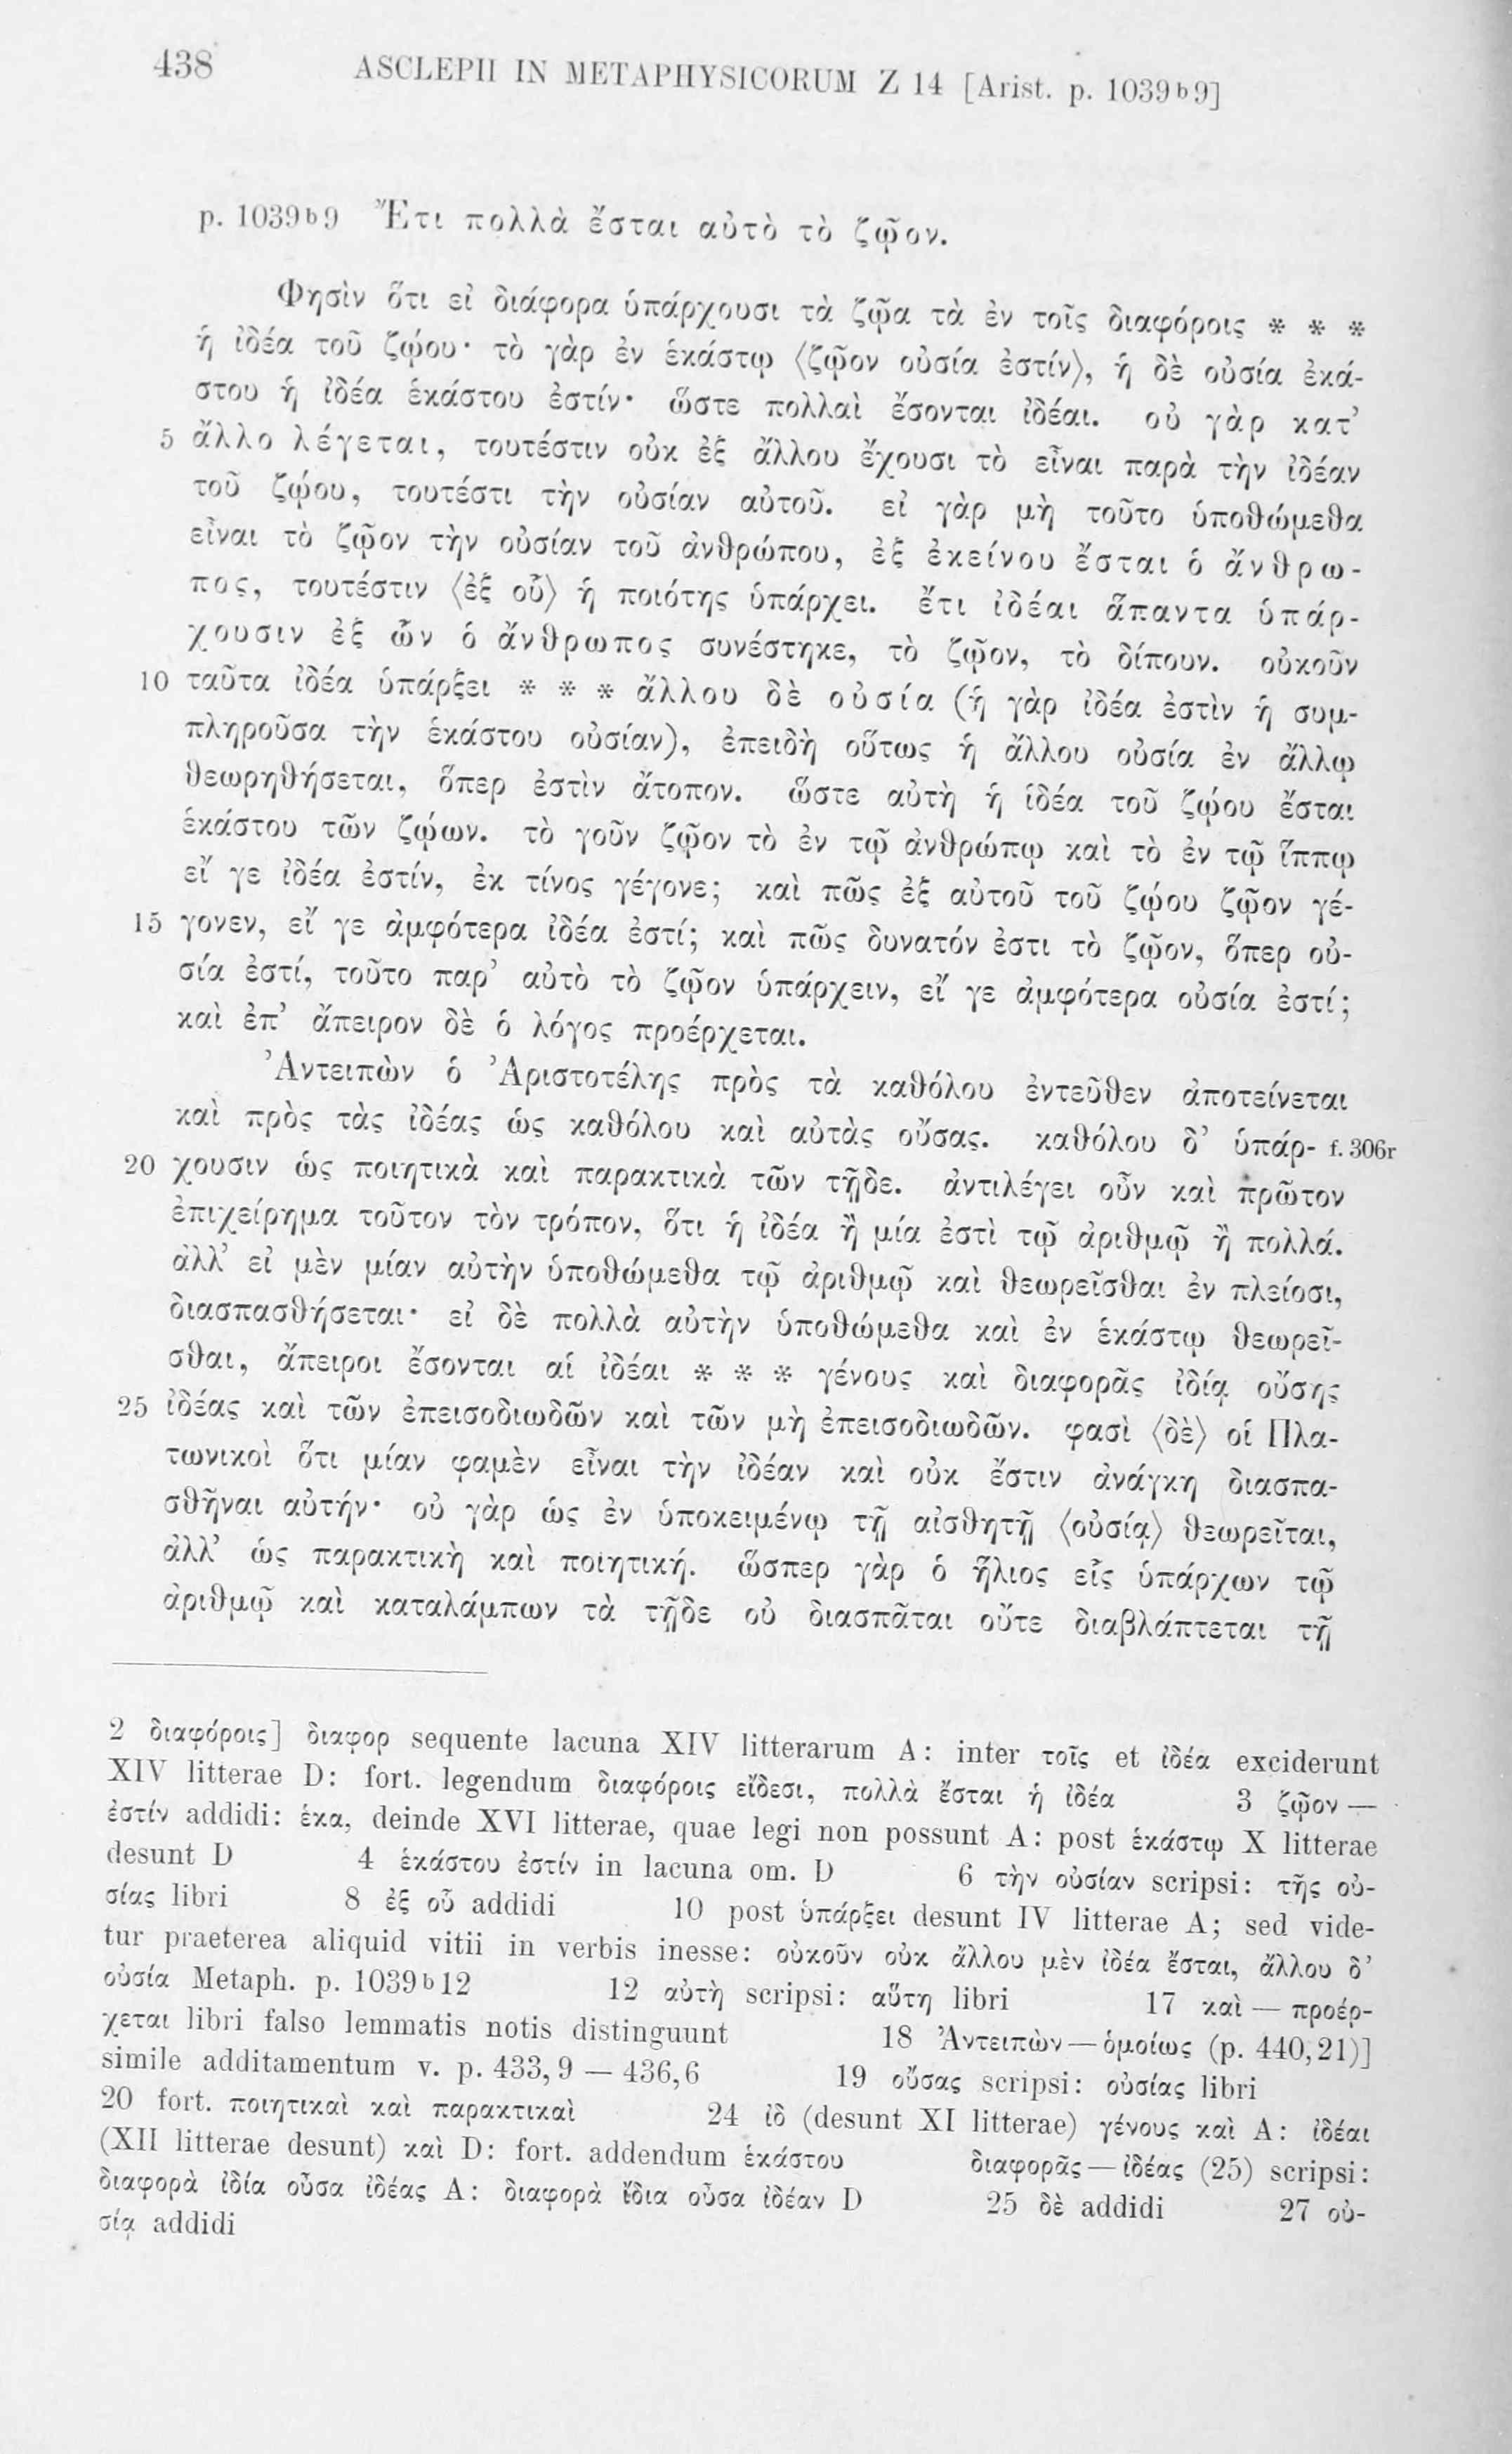 438 ASCLEPII IN METAPHYSICORUM Z 14 [Arist. p. 1039b9]
p. 1039b9 Ἔτι πολλὰ ἔσται αὐτὸ τὸ ζῷον.
Φησὶν ὅτι εἰ διάφορα ὑπάρχουσι τὰ ζῷα τὰ ἐν τοῖς διαφόροις * * *
ἡ ἰδέα τοῦ ζῴου· τὸ γὰρ ἐν ἑκάστῳ ⟨ζῷον οὐσία ἐστίν⟩, ἡ δὲ οὐσία ἑκά-
στου ἡ ἰδέα ἑκάστου ἐστίν· ὥστε πολλαὶ ἔσονται ἰδέαι. οὐ γὰρ κατ’
5 ἄλλο λέγεται, τουτέστιν οὐκ ἐξ ἄλλου ἔχουσι τὸ εἶναι παρὰ τὴν ἰδέαν
τοῦ ζῴου, τουτέστι τὴν οὐσίαν αὐτοῦ. εἰ γὰρ μὴ τοῦτο ὑποθώμεθα
εἶναι τὸ ζῷον τὴν οὐσίαν τοῦ ἀνθρώπου, ἐξ ἐκείνου ἔσται ὁ ἄνθρω-
πος, τουτέστιν ⟨ἐξ οὗ⟩ ἡ ποιότης ὑπάρχει. ἔτι ἰδέαι ἅπαντα ὑπάρ-
χουσιν ἐξ ὧν ὁ ἄνθρωπος συνέστηκε, τὸ ζῷον, τὸ δίπουν. οὐκοῦν
10 ταῦτα ἰδέα ὑπάρξει * * * ἄλλου δὲ οὐσία (ἡ γὰρ ἰδέα ἐστὶν ἡ συμ-
πληροῦσα τὴν ἑκάστου οὐσίαν), ἐπειδὴ οὕτως ἡ ἄλλου οὐσία ἐν ἄλλῳ
θεωρηθήσεται, ὅπερ ἐστὶν ἄτοπον. ὥστε αὐτὴ ἡ ἰδέα τοῦ ζῴου ἔσται
ἑκάστου τῶν ζῴων. τὸ γοῦν ζῷον τὸ ἐν τῷ ἀνθρώπῳ καὶ τὸ ἐν τῷ ἵππῳ
εἴ γε ἰδέα ἐστίν, ἐκ τίνος γέγονε; καὶ πῶς ἐξ αὐτοῦ τοῦ ζῴου ζῷον γέ-
15 γονεν, εἴ γε ἀμφότερα ἰδέα ἐστί; καὶ πῶς δυνατόν ἐστι τὸ ζῷον, ὅπερ οὐ-
σία ἐστί, τοῦτο παρ’ αὐτὸ τὸ ζῷον ὑπάρχειν, εἴ γε ἀμφότερα οὐσία ἐστί;
καὶ ἐπ’ ἄπειρον δὲ ὁ λόγος προέρχεται.
Ἀντειπὼν ὁ Ἀριστοτέλης πρὸς τὰ καθόλου ἐντεῦθεν ἀποτείνεται
καὶ πρὸς τὰς ἰδέας ὡς καθόλου καὶ αὐτὰς οὔσας. καθόλου δ’ ὑπάρ- f. 306r
20 χουσιν ὡς ποιητικὰ καὶ παρακτικὰ τῶν τῇδε. ἀντιλέγει οὖν καὶ πρῶτον
ἐπιχείρημα τοῦτον τὸν τρόπον, ὅτι ἡ ἰδέα ἢ μία ἐστὶ τῷ ἀριθμῷ ἢ πολλά.
ἀλλ’ εἰ μὲν μίαν αὐτὴν ὑποθώμεθα τῷ ἀριθμῷ καὶ θεωρεῖσθαι ἐν πλείοσι,
διασπασθήσεται· εἰ δὲ πολλὰ αὐτὴν ὑποθώμεθα καὶ ἐν ἑκάστῳ θεωρεῖ-
σθαι, ἄπειροι ἔσονται αἱ ἰδέαι * * * γένους καὶ διαφορᾶς ἰδίᾳ οὔσης
25 ἰδέας καὶ τῶν ἐπεισοδιωδῶν καὶ τῶν μὴ ἐπεισοδιωδῶν. φασὶ ⟨δὲ⟩ οἱ Πλα-
τωνικοὶ ὅτι μίαν φαμὲν εἶναι τὴν ἰδέαν καὶ οὐκ ἔστιν ἀνάγκη διασπα-
σθῆναι αὐτήν· οὐ γὰρ ὡς ἐν ὑποκειμένῳ τῇ αἰσθητῇ ⟨οὐσίᾳ⟩ θεωρεῖται,
ἀλλ’ ὡς παρακτικὴ καὶ ποιητική. ὥσπερ γὰρ ὁ ἥλιος εἷς ὑπάρχων τῷ
ἀριθμῷ καὶ καταλάμπων τὰ τῇδε οὐ διασπᾶται οὔτε διαβλάπτεται τῇ
2 διαφόροις] διαφορ sequente lacuna XIV litterarum A: inter τοῖς et ἰδέα exciderunt
XIV litterae D: fort. legendum διαφόροις εἴδεσι, πολλὰ ἔσται ἡ ἰδέα 3 ζῷον —
ἐστίν addidi: ἑκα, deinde XVI litterae, quae legi non possunt A: post ἑκάστῳ X litterae
desunt D 4 ἑκάστου ἐστίν in lacuna om. D 6 τὴν οὐσίαν scripsi: τῆς οὐ-
σίας libri 8 ἐξ οὗ addidi 10 post ὑπάρξει desunt IV litterae A; sed vide-
tur praeterea aliquid vitii in verbis inesse: οὐκοῦν οὐκ ἄλλου μὲν ἰδέα ἔσται, ἄλλου δ’
οὐσία Metaph. p. 1039b12 12 αὐτὴ scripsi: αὕτη libri 17 καὶ — προέρ-
χεται libri falso lemmatis notis distinguunt 18 Ἀντειπὼν — ὁμοίως (p. 440,21)]
simile additamentum v. p. 433,9 — 436,6 19 οὔσας scripsi: οὐσίας libri
20 fort. ποιητικαὶ καὶ παρακτικαὶ 24 ἰδ (desunt XI litterae) γένους καὶ A: ἰδέαι
(XII litterae desunt) καὶ D: fort. addendum ἑκάστου διαφορᾶς — ἰδέας (25) scripsi:
διαφορὰ ἰδία οὖσα ἰδέας A: διαφορὰ ἴδια οὖσα ἰδέαν D 25 δὲ addidi 27 οὐ-
σίᾳ addidi